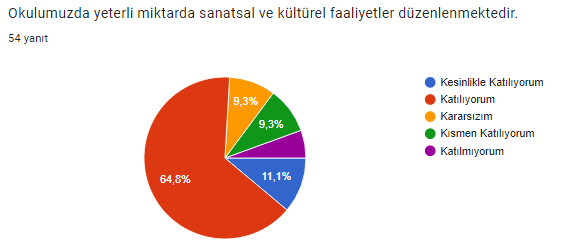 Okulumuzda yeterli miktarda sanatsal ve kültürel faaliyetler düzenlenmektedir.
54 yanıt
Kesinlikle Katılıyorum
Katılıyorum
Kararsızım
Kısmen Katılıyorum
Katılmıyorum
9,3%
9,3%
11,1%
64,8%